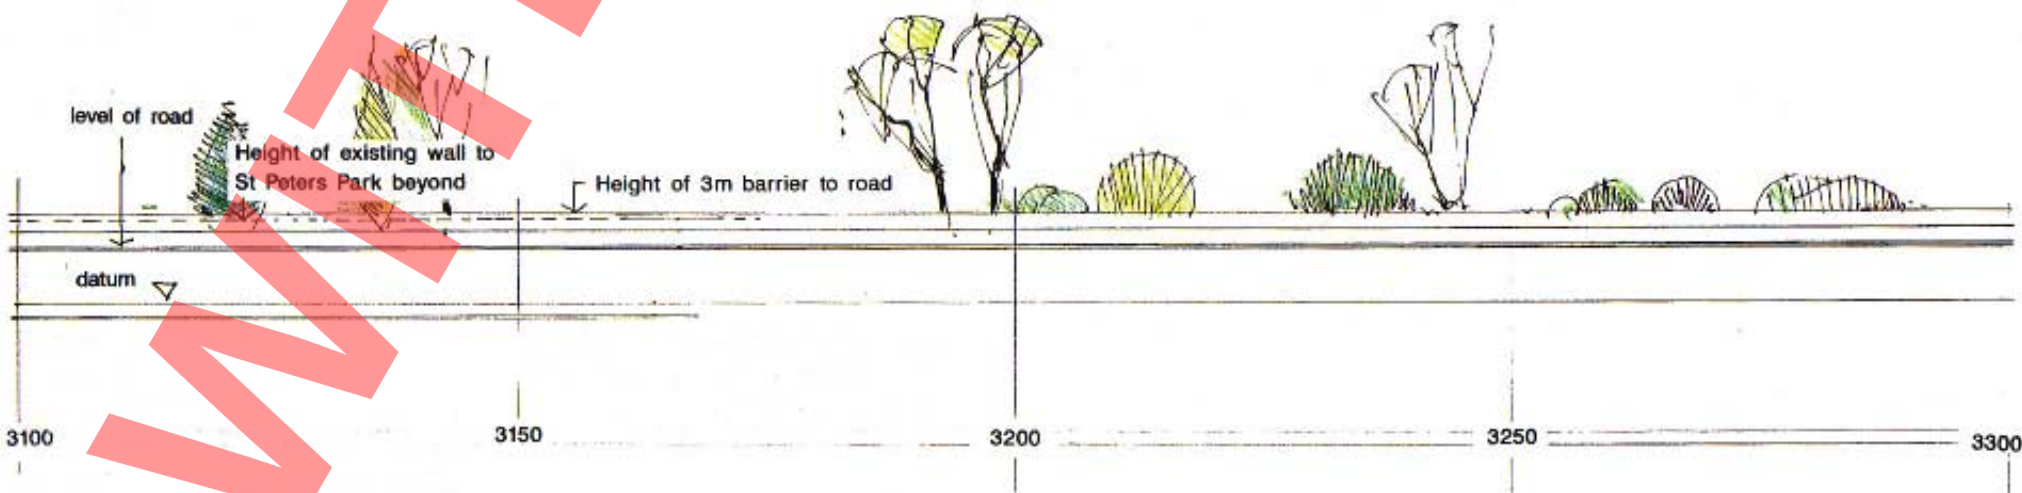 level of road
Height of existing wall to
St Peters Park beyond
Height of 3m barrier to road
datum
3100
3150
3200
3250
3300
WIT